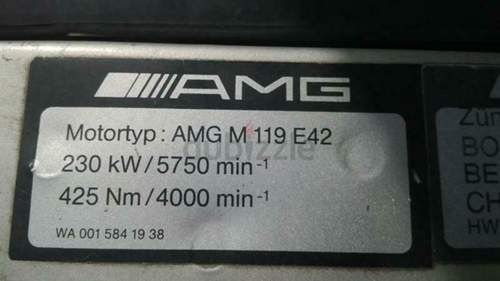 AMG
Motortyp: AMG M 119 E42
230 kW/5750 min-1
425 Nm/4000 min-1
WA 001 584 19 38
dubizzle
BO
BE
CH
HW